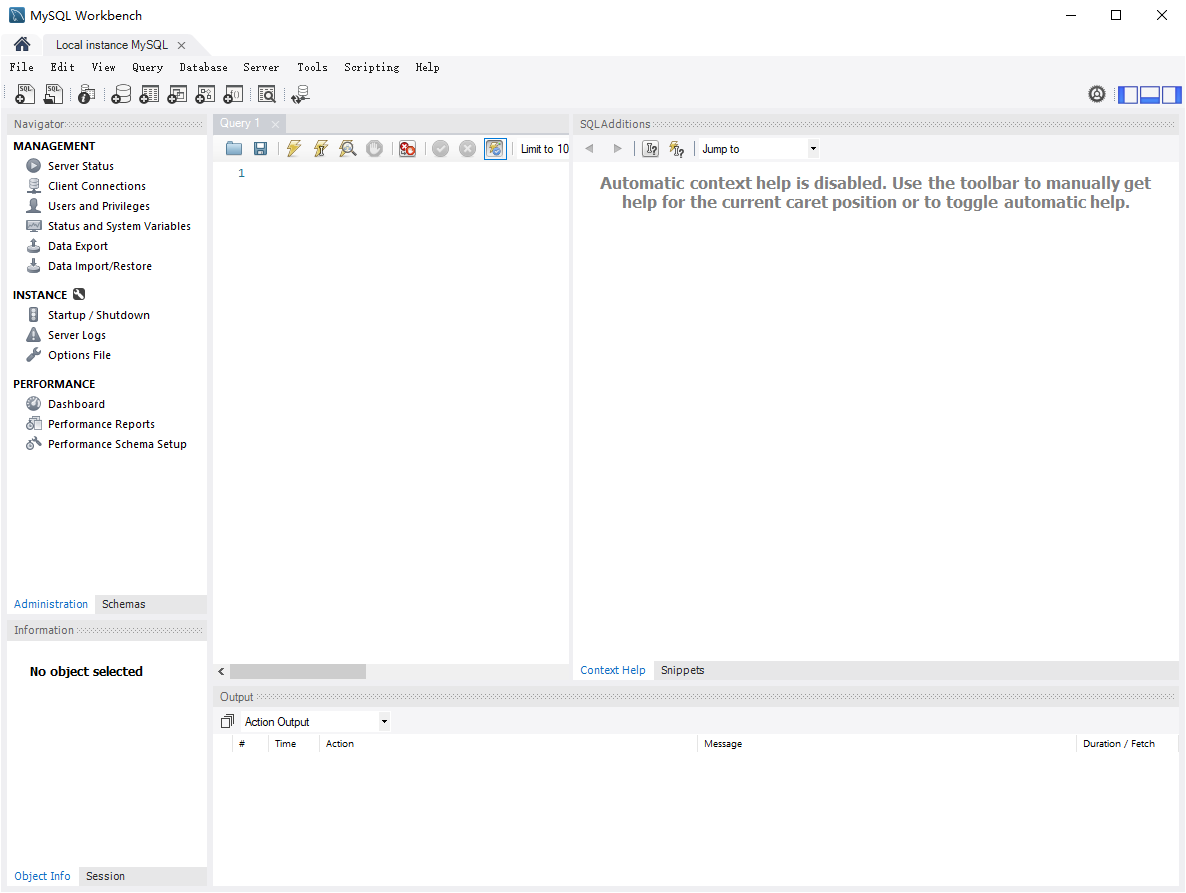 MySQL Workbench
Local instance MySQL
File Edit View Query Database Server Tools Scripting Help
SQL SQL
Navigator
MANAGEMENT
Server Status
Client Connections
Users and Privileges
Status and System Variables
Data Export
Data Import/Restore
INSTANCE
Startup / Shutdown
Server Logs
Options File
PERFORMANCE
Dashboard
Performance Reports
Performance Schema Setup
Administration Schemas
Information
No object selected
Object Info Session
Query 1
Limit to 10
1
SQLAdditions
Jump to
Automatic context help is disabled. Use the toolbar to manually get
help for the current caret position or to toggle automatic help.
Context Help Snippets
Output
Action Output
# Time Action Message Duration / Fetch